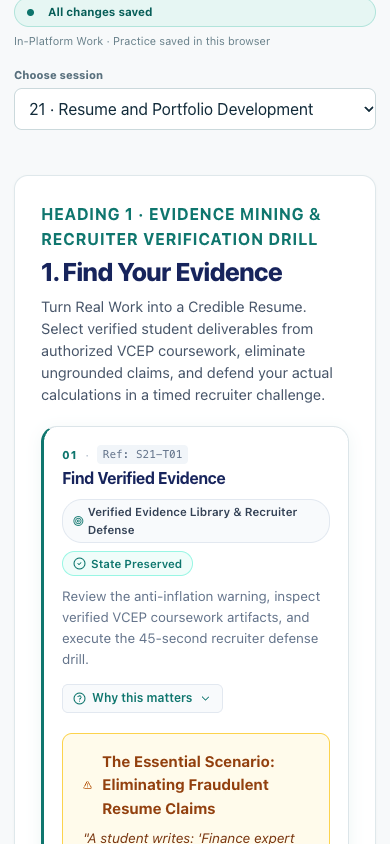 All changes saved
In-Platform Work · Practice saved in this browser
Choose session
21 · Resume and Portfolio Development
HEADING 1 · EVIDENCE MINING &
RECRUITER VERIFICATION DRILL
1. Find Your Evidence
Turn Real Work into a Credible Resume.
Select verified student deliverables from
authorized VCEP coursework, eliminate
ungrounded claims, and defend your actual
calculations in a timed recruiter challenge.
01 · Ref: S21-T01
Find Verified Evidence
Verified Evidence Library & Recruiter
Defense
State Preserved
Review the anti-inflation warning, inspect
verified VCEP coursework artifacts, and
execute the 45-second recruiter defense
drill.
Why this matters
The Essential Scenario:
Eliminating Fraudulent
Resume Claims
"A student writes: 'Finance expert